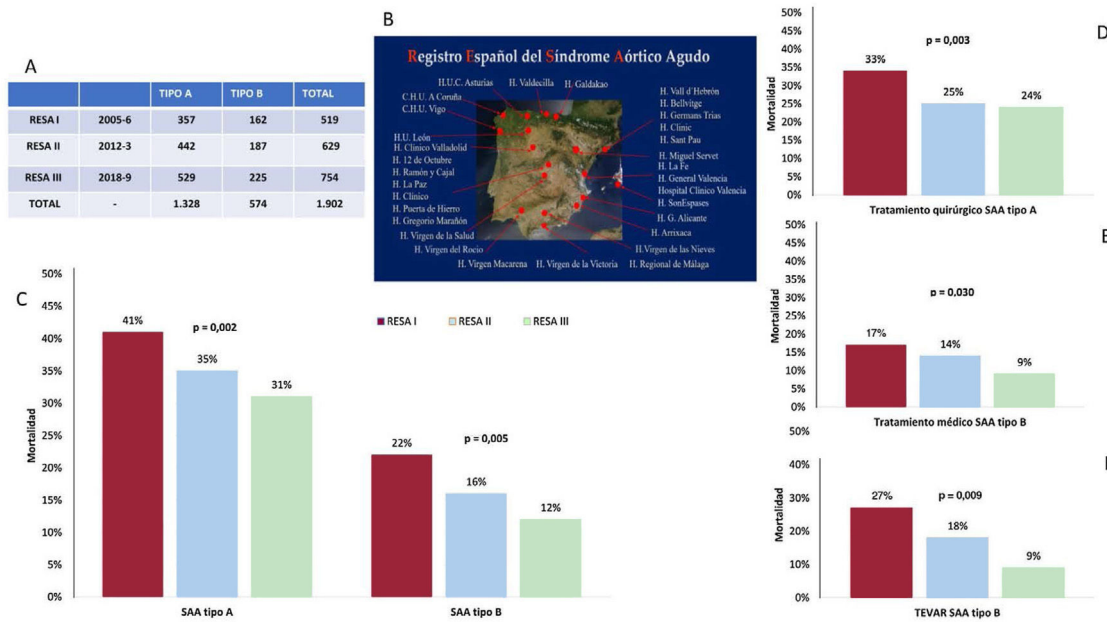 A
TIPO A TIPO B TOTAL
RESA I 2005-6 357 162 519
RESA II 2012-3 442 187 629
RESA III 2018-9 529 225 754
TOTAL - 1.328 574 1.902
B
Registro Español del Síndrome Aórtico Agudo
H.U.C. Asturias
H. Valdecilla
H. Galdakao
C.H.U. A Coruña
C.H.U. Vigo
H.U. León
H. Clínico Valladolid
H. 12 de Octubre
H. Ramón y Cajal
H. La Paz
H. Clínico
H. Puerta de Hierro
H. Gregorio Marañón
H. Virgen de la Salud
H. Virgen del Rocio
H. Virgen Macarena
H. Virgen de la Victoria
H. Regional de Málaga
H. Vall d'Hebrón
H. Bellvitge
H. Germans Trias
H. Clinic
H. Sant Pau
H. Miguel Servet
H. La Fe
H. General Valencia
Hospital Clínico Valencia
H. SonEspases
H. G. Alicante
H. Arrixaca
H.Virgen de las Nieves
RESA I RESA II RESA III
C
Mortalidad
50%
45%
40%
35%
30%
25%
20%
15%
10%
5%
0%
41%
35%
31%
p = 0,002
22%
16%
12%
p = 0,005
SAA tipo A
SAA tipo B
D
Mortalidad
50%
45%
40%
35%
30%
25%
20%
15%
10%
5%
0%
p = 0,003
33%
25%
24%
Tratamiento quirúrgico SAA tipo A
Mortalidad
50%
45%
40%
35%
30%
25%
20%
15%
10%
5%
0%
p = 0,030
17%
14%
9%
Tratamiento médico SAA tipo B
Mortalidad
50%
40%
30%
20%
10%
0%
27%
p = 0,009
18%
9%
TEVAR SAA tipo B